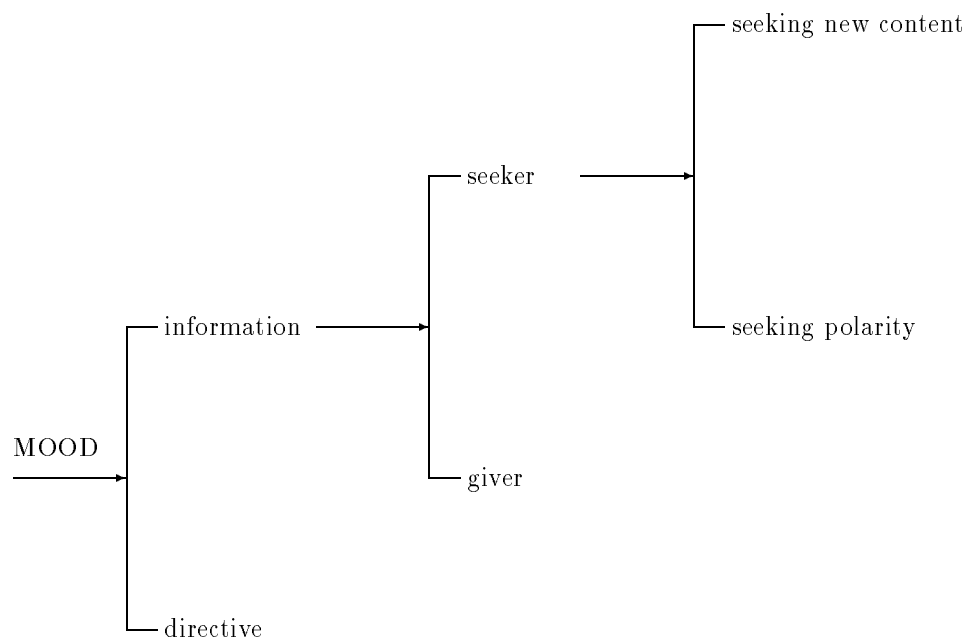 seeking new content
seeker
information
seeking polarity
MOOD
giver
directive